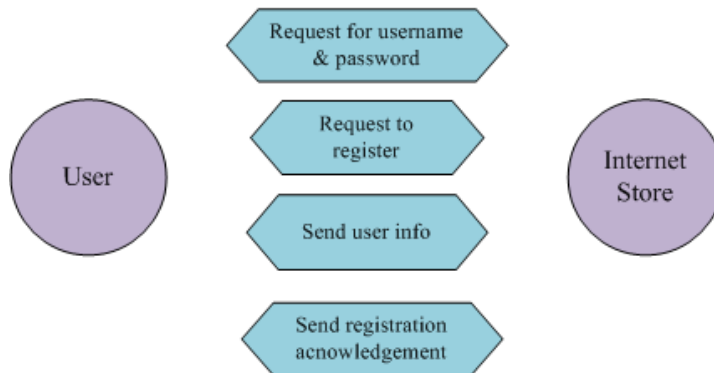 Request for username
& password
Request to
register
User
Internet
Store
Send user info
Send registration
acnowledgement